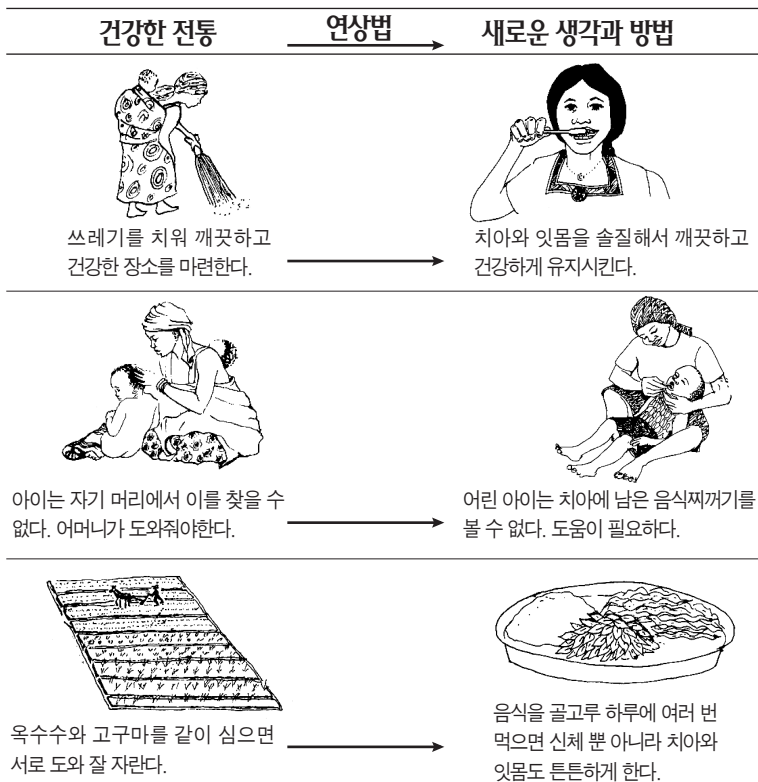 건강한 전통
연상법
새로운 생각과 방법
쓰레기를 치워 깨끗하고
건강한 장소를 마련한다.
치아와 잇몸을 솔질해서 깨끗하고
건강하게 유지시킨다.
아이는 자기 머리에서 이를 찾을 수
없다. 어머니가 도와줘야한다.
어린 아이는 치아에 남은 음식찌꺼기를
볼 수 없다. 도움이 필요하다.
옥수수와 고구마를 같이 심으면
서로 도와 잘 자란다.
음식을 골고루 하루에 여러 번
먹으면 신체 뿐 아니라 치아와
잇몸도 튼튼하게 한다.